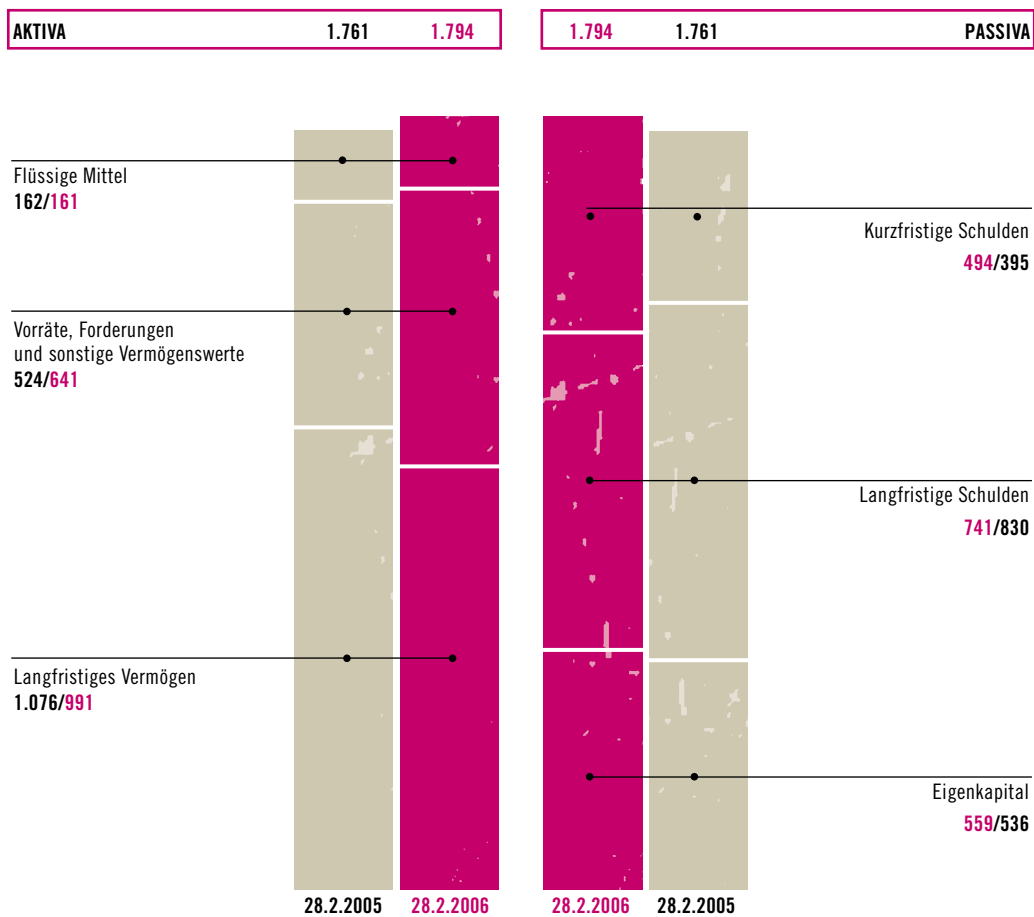 AKTIVA 1.761 1.794
1.794 1.761 PASSIVA
Flüssige Mittel
162/161
Vorräte, Forderungen
und sonstige Vermögenswerte
524/641
Langfristiges Vermögen
1.076/991
Kurzfristige Schulden
494/395
Langfristige Schulden
741/830
Eigenkapital
559/536
28.2.2005 28.2.2006
28.2.2006 28.2.2005